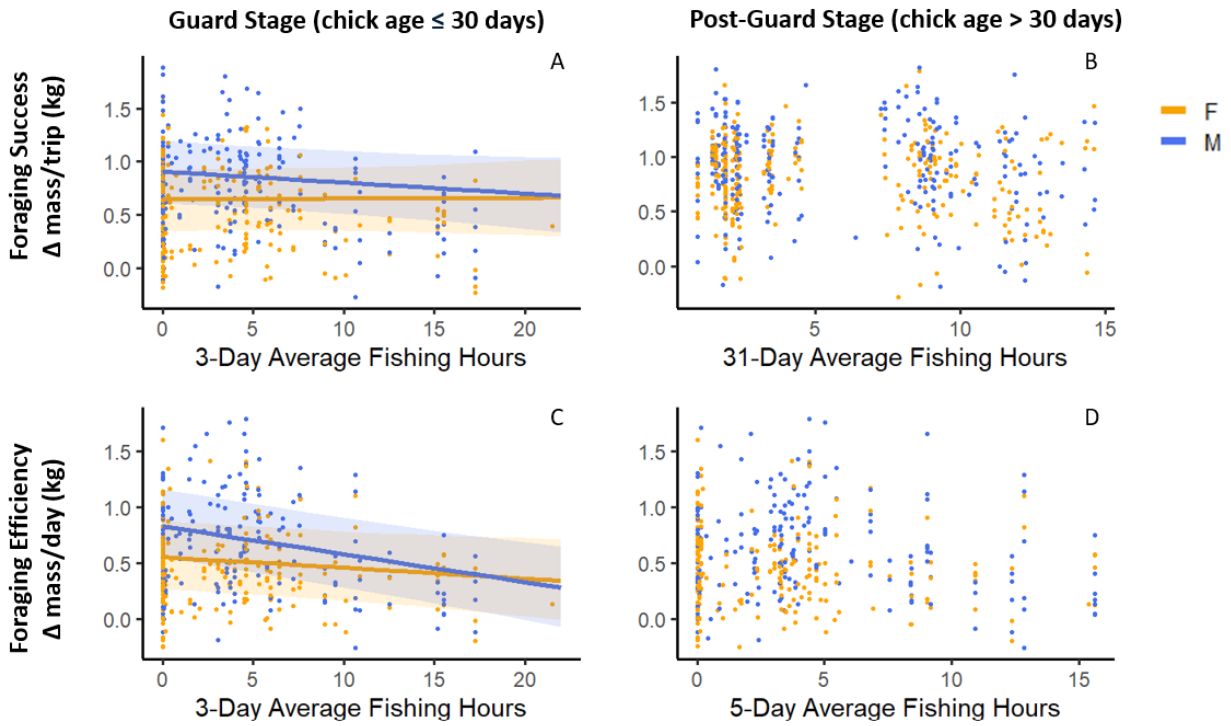 Guard Stage (chick age ≤ 30 days)
Post-Guard Stage (chick age > 30 days)
Foraging Success
Δ mass/trip (kg)
A
1.5
1.0
0.5
0.0
0 5 10 15 20
3-Day Average Fishing Hours
B
1.5
1.0
0.5
0.0
5 10 15
31-Day Average Fishing Hours
F
M
Foraging Efficiency
Δ mass/day (kg)
C
1.5
1.0
0.5
0.0
0 5 10 15 20
3-Day Average Fishing Hours
D
1.5
1.0
0.5
0.0
0 5 10 15
5-Day Average Fishing Hours